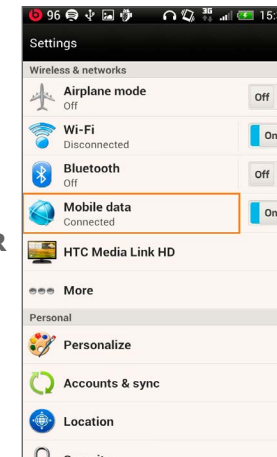 96 3G 15:
Settings
Wireless & networks
Airplane mode
Off
Off
Wi-Fi
Disconnected
On
Bluetooth
Off
Off
Mobile data
Connected
On
R
HTC Media Link HD
More
Personal
Personalize
Accounts & sync
Location